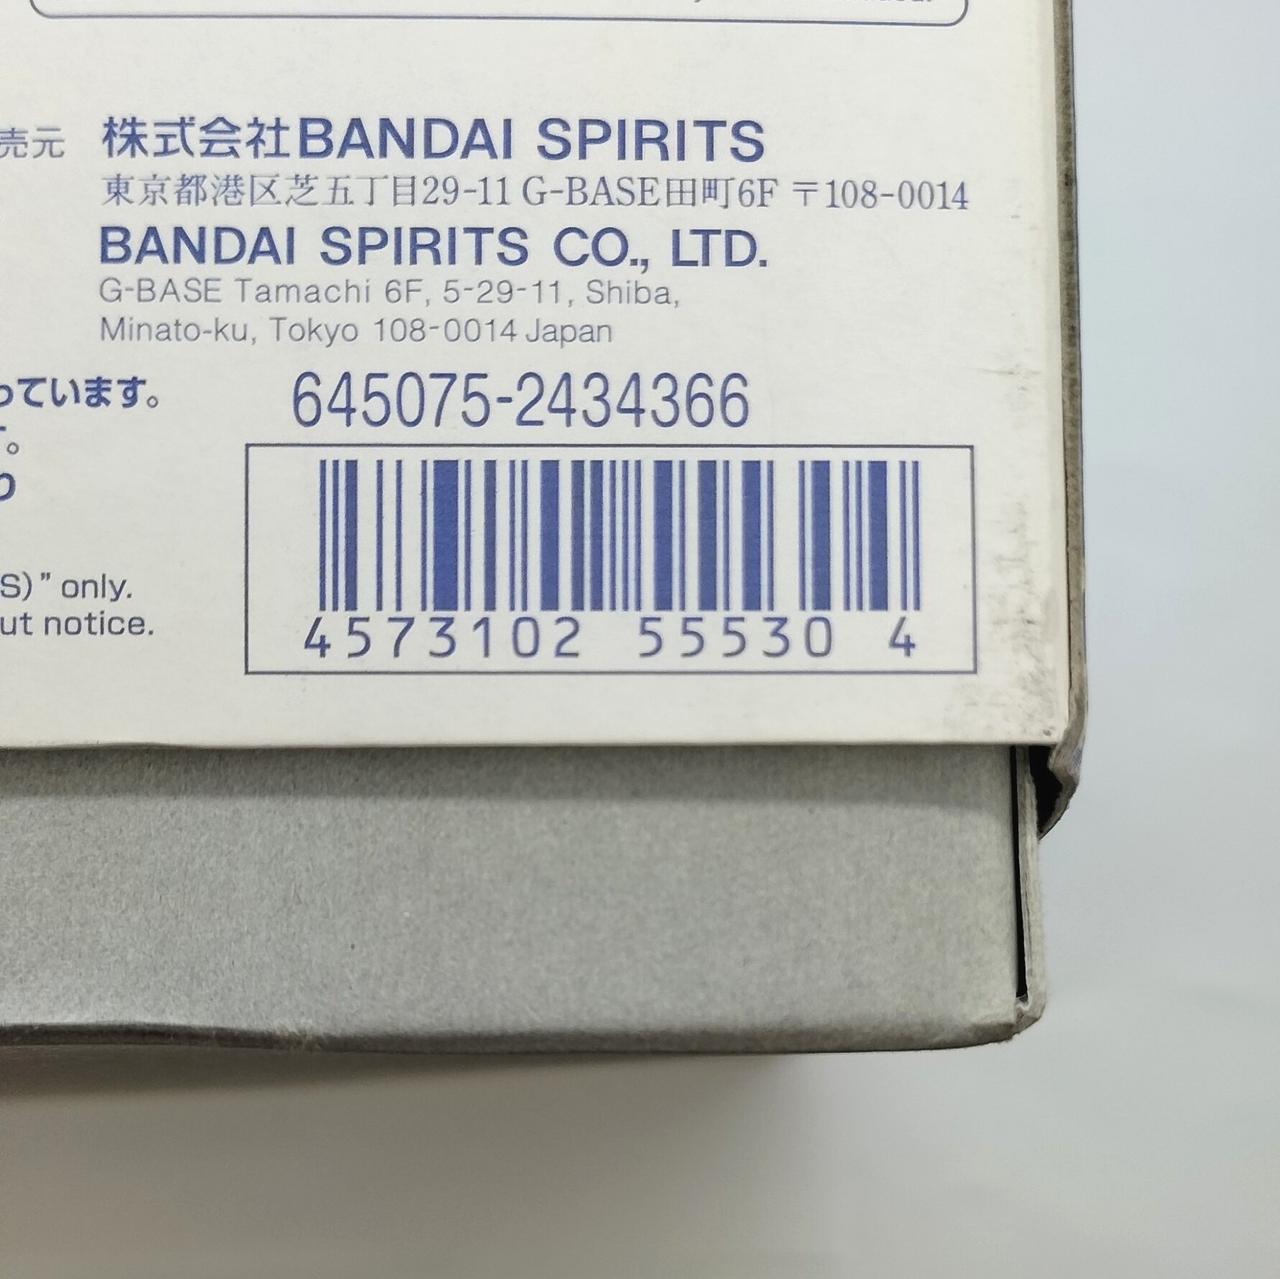 売元 株式会社BANDAI SPIRITS
東京都港区芝五丁目29-11 G-BASE田町6F 〒108-0014
BANDAI SPIRITS CO., LTD.
G-BASE Tamachi 6F, 5-29-11, Shiba,
Minato-ku, Tokyo 108-0014 Japan
っています。
す。
り
S)" only.
ut notice.
645075-2434366
4573102 55530 4